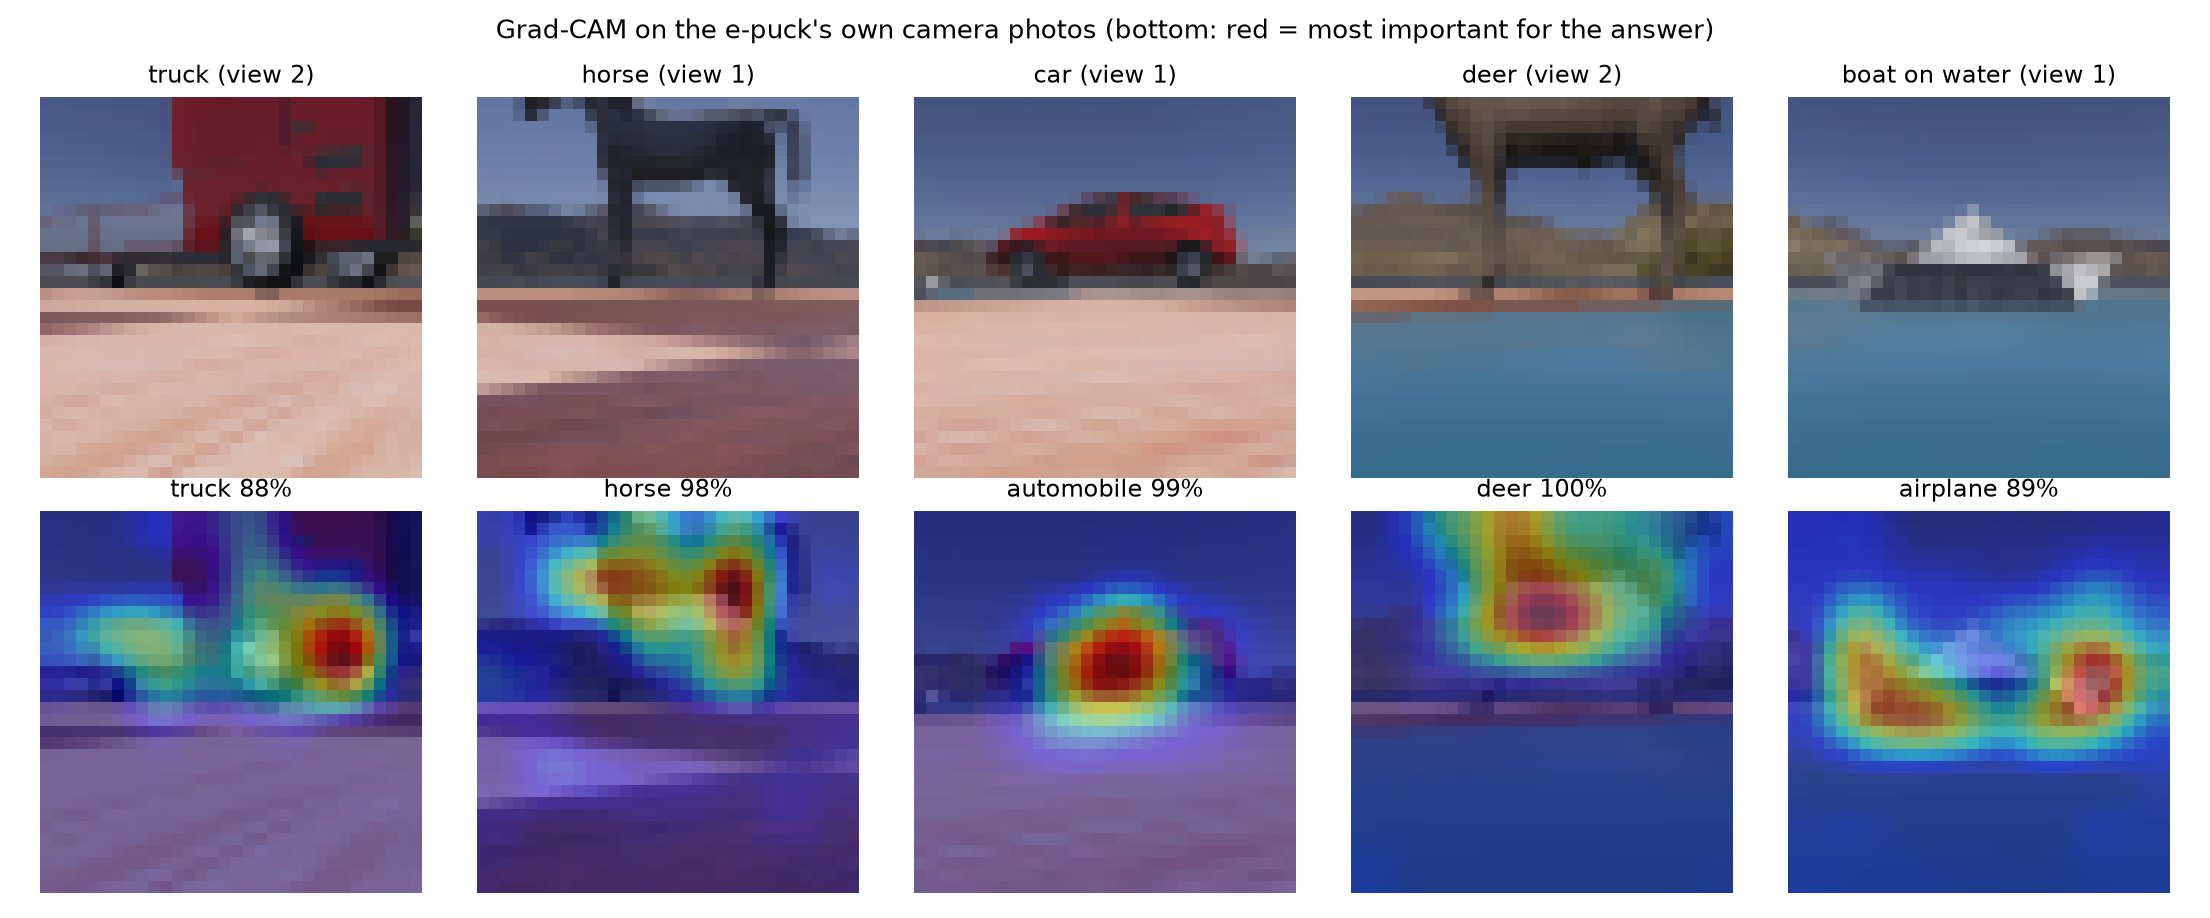 Grad-CAM on the e-puck's own camera photos (bottom: red = most important for the answer)
truck (view 2)
horse (view 1)
car (view 1)
deer (view 2)
boat on water (view 1)
truck 88%
horse 98%
automobile 99%
deer 100%
airplane 89%